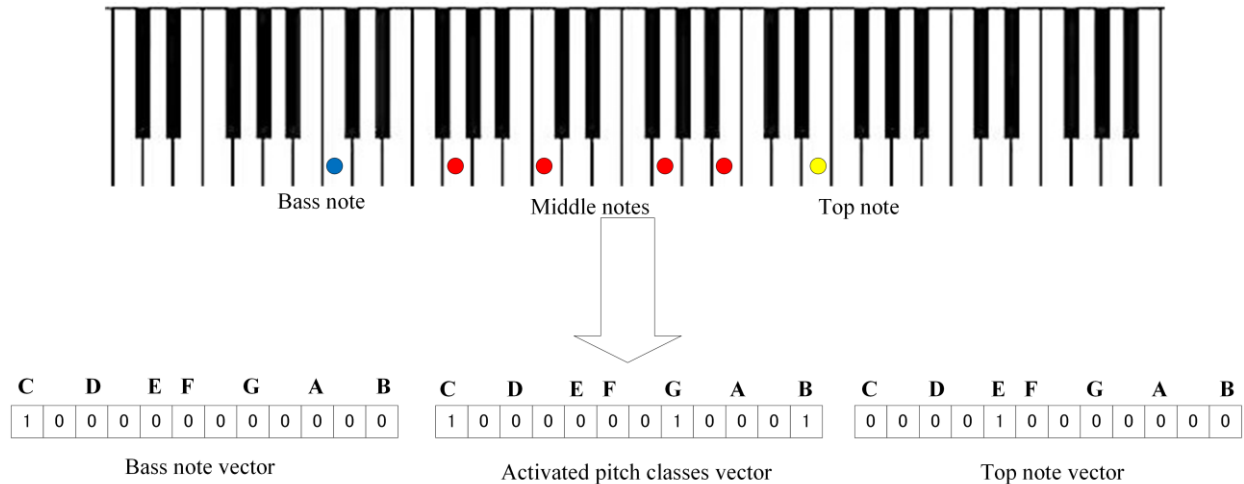 Bass note
Middle notes
Top note
C D E F G A B
1 0 0 0 0 0 0 0 0 0 0 0
Bass note vector
C D E F G A B
1 0 0 0 0 0 0 1 0 0 0 1
Activated pitch classes vector
C D E F G A B
0 0 0 0 1 0 0 0 0 0 0 0
Top note vector